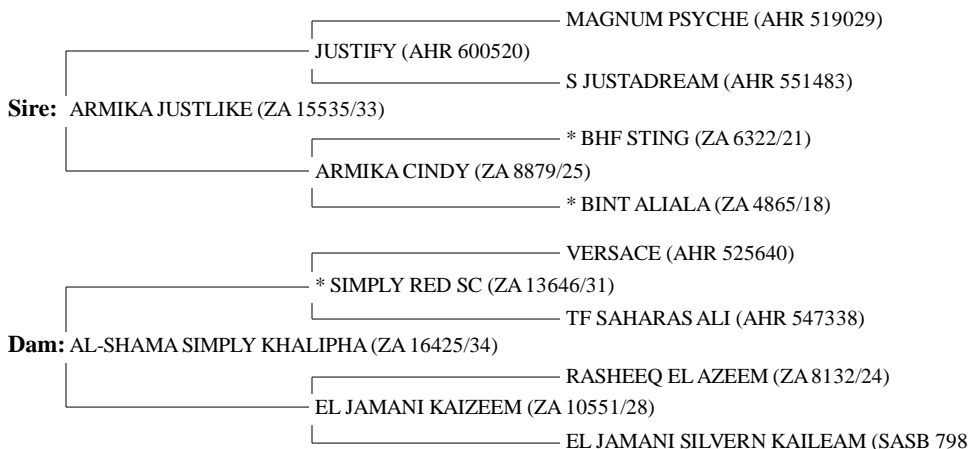 MAGNUM PSYCHE (AHR 519029)
JUSTIFY (AHR 600520)
S JUSTADREAM (AHR 551483)
Sire: ARMIKA JUSTLIKE (ZA 15535/33)
* BHF STING (ZA 6322/21)
ARMIKA CINDY (ZA 8879/25)
* BINT ALIALA (ZA 4865/18)
VERSACE (AHR 525640)
* SIMPLY RED SC (ZA 13646/31)
TF SAHARAS ALI (AHR 547338)
Dam: AL-SHAMA SIMPLY KHALIPHA (ZA 16425/34)
RASHEEQ EL AZEEM (ZA 8132/24)
EL JAMANI KAIZEEM (ZA 10551/28)
EL JAMANI SILVERN KAILEAM (SASB 798